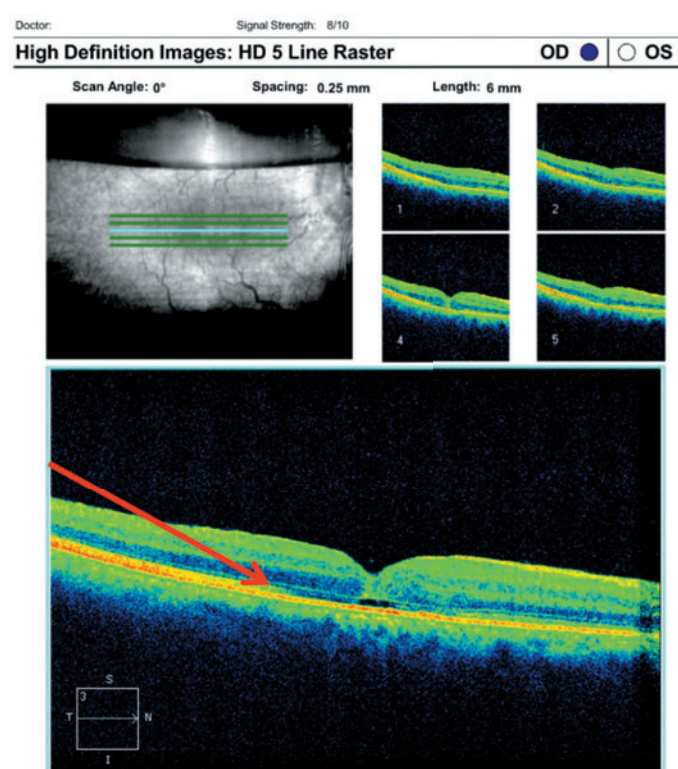 Doctor: Signal Strength: 8/10
High Definition Images: HD 5 Line Raster OD OS
Scan Angle: 0° Spacing: 0.25 mm Length: 6 mm
1 2
4 5
S
3
T N
I